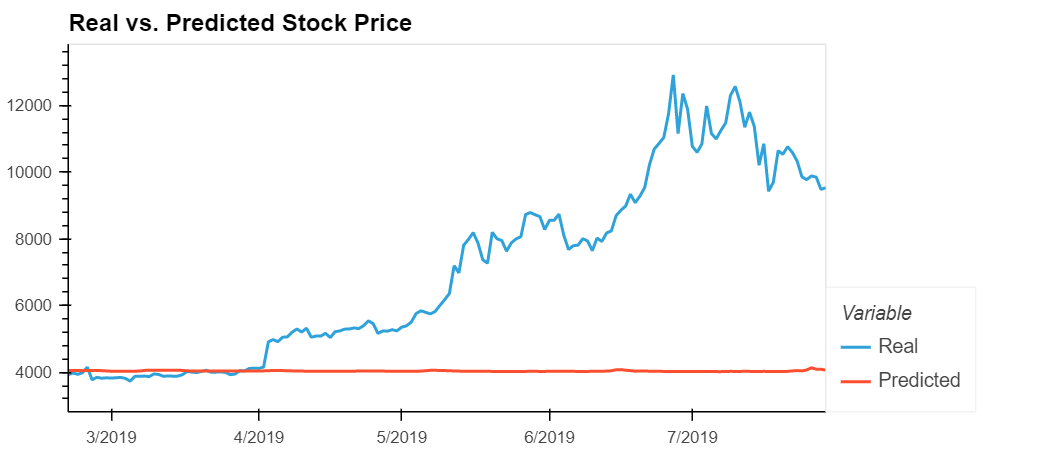 Real vs. Predicted Stock Price
12000
10000
8000
6000
4000
3/2019 4/2019 5/2019 6/2019 7/2019
Variable
Real
Predicted